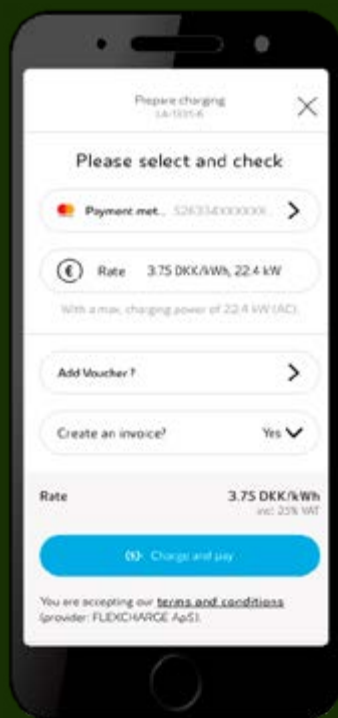 Prepare charging
Please select and check
Payment met..
Rate 3.75 DKK/kWh, 22.4 kW
With a max. charging power of 22.4 kW (AC).
Add Voucher?
Create an invoice? Yes
Rate 3.75 DKK/kWh
incl. 25% VAT
Charge and pay
You are accepting our terms and conditions
(provider: FLEXCHARGE ApS).